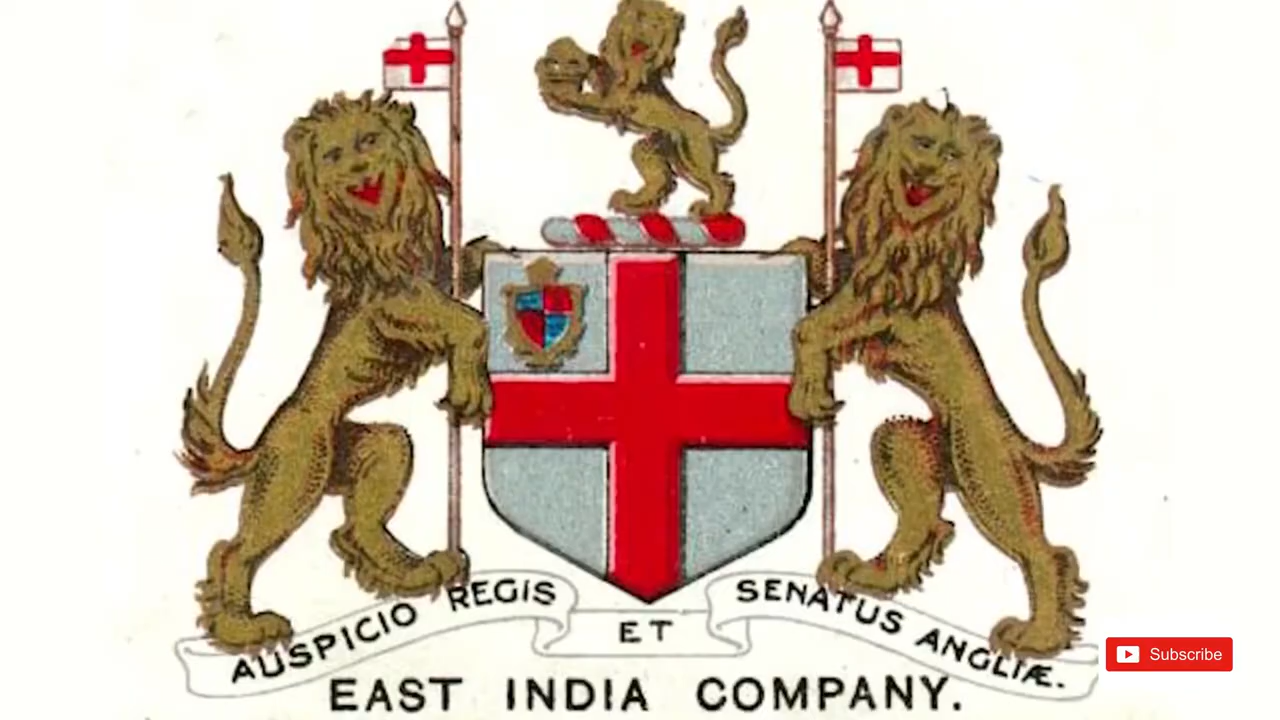 AUSPICIO REGIS
ET
SENATUS ANGLIÆ.
EAST INDIA COMPANY.
Subscribe